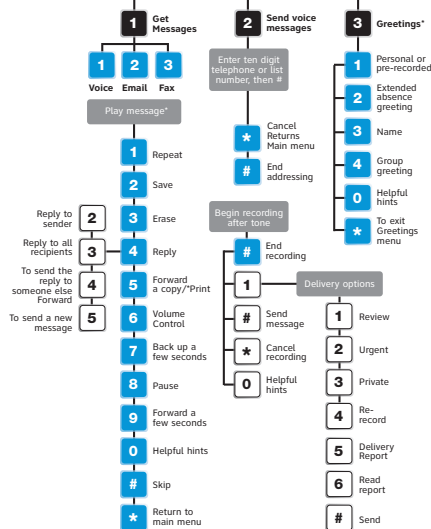 1 Get
Messages
1 2 3
Voice Email Fax
Play message*
1 Repeat
2 Save
3 Erase
4 Reply
5 Forward
a copy/*Print
6 Volume
Control
7 Back up a
few seconds
8 Pause
9 Forward a
few seconds
0 Helpful hints
# Skip
* Return to
main menu
Reply to
sender 2
Reply to all
recipients 3
To send the
reply to
someone else
Forward 4
To send a new
message 5
2 Send voice
messages
Enter ten digit
telephone or list
number, then #
* Cancel
Returns
Main menu
# End
addressing
Begin recording
after tone
# End
recording
1 Delivery options
# Send
message
* Cancel
recording
0 Helpful
hints
1 Review
2 Urgent
3 Private
4 Re-
record
5 Delivery
Report
6 Read
report
# Send
3 Greetings*
1 Personal or
pre-recorded
2 Extended
absence
greeting
3 Name
4 Group
greeting
0 Helpful
hints
* To exit
Greetings
menu